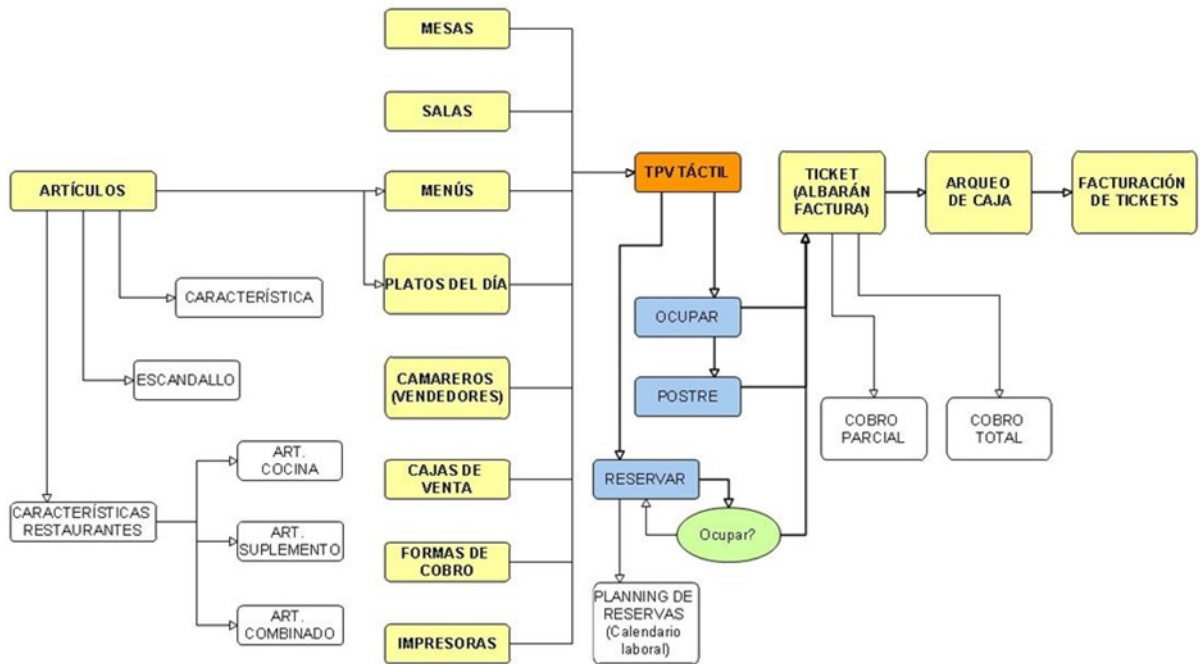 MESAS
SALAS
ARTÍCULOS
MENÚS
PLATOS DEL DÍA
CARACTERÍSTICA
ESCANDALLO
CAMAREROS
(VENDEDORES)
ART.
COCINA
CARACTERÍSTICAS
RESTAURANTES
ART.
SUPLEMENTO
ART.
COMBINADO
CAJAS DE
VENTA
FORMAS DE
COBRO
IMPRESORAS
TPV TÁCTIL
OCUPAR
POSTRE
RESERVAR
Ocupar?
PLANNING DE
RESERVAS
(Calendario
laboral)
TICKET
(ALBARÁN
FACTURA)
COBRO
PARCIAL
COBRO
TOTAL
ARQUEO
DE CAJA
FACTURACIÓN
DE TICKETS